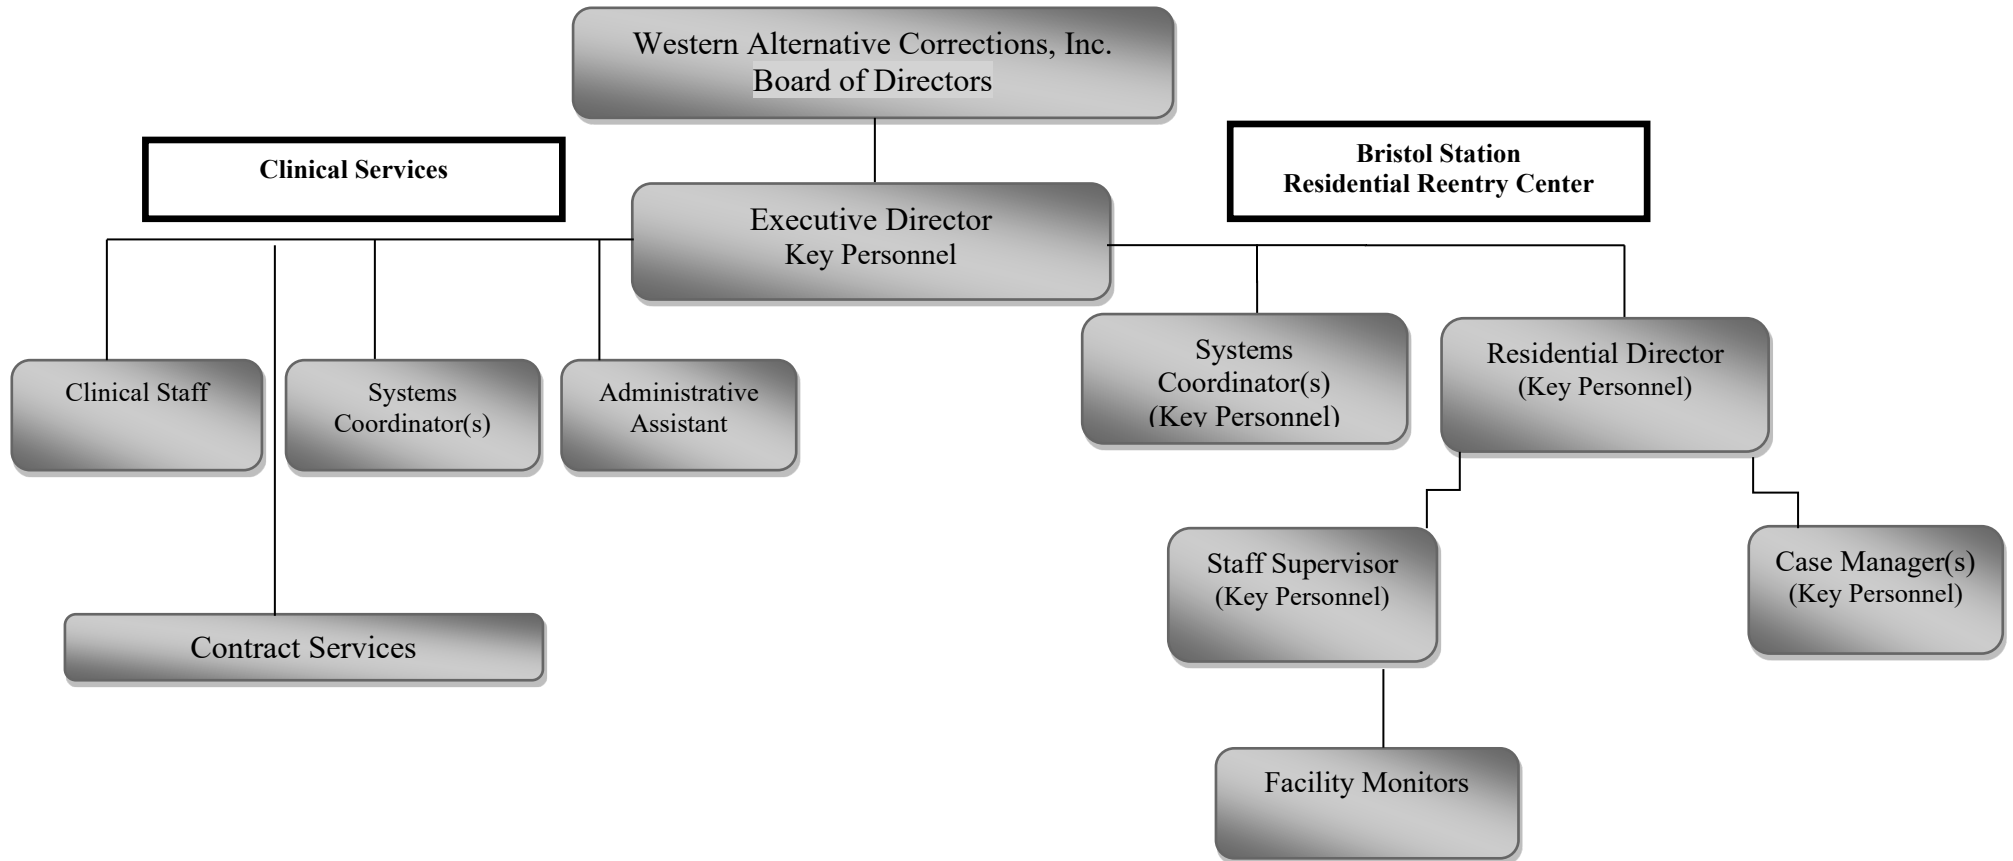 Western Alternative Corrections, Inc.
Board of Directors
Clinical Services
Bristol Station
Residential Reentry Center
Executive Director
Key Personnel
Clinical Staff
Systems
Coordinator(s)
Administrative
Assistant
Systems
Coordinator(s)
(Key Personnel)
Residential Director
(Key Personnel)
Staff Supervisor
(Key Personnel)
Case Manager(s)
(Key Personnel)
Contract Services
Facility Monitors